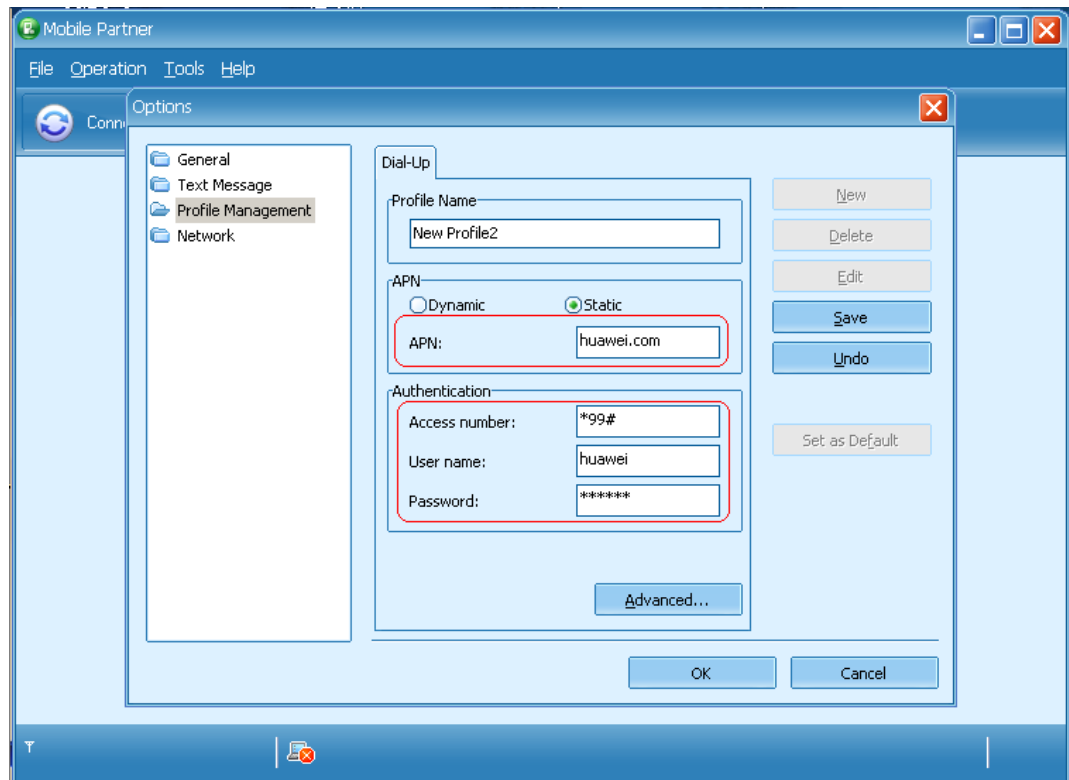 Mobile Partner
File Operation Tools Help
Conn
Options
General
Text Message
Profile Management
Network
Dial-Up
Profile Name
New Profile2
APN
Dynamic Static
APN: huawei.com
Authentication
Access number: *99#
User name: huawei
Password: ******
Advanced...
New
Delete
Edit
Save
Undo
Set as Default
OK Cancel